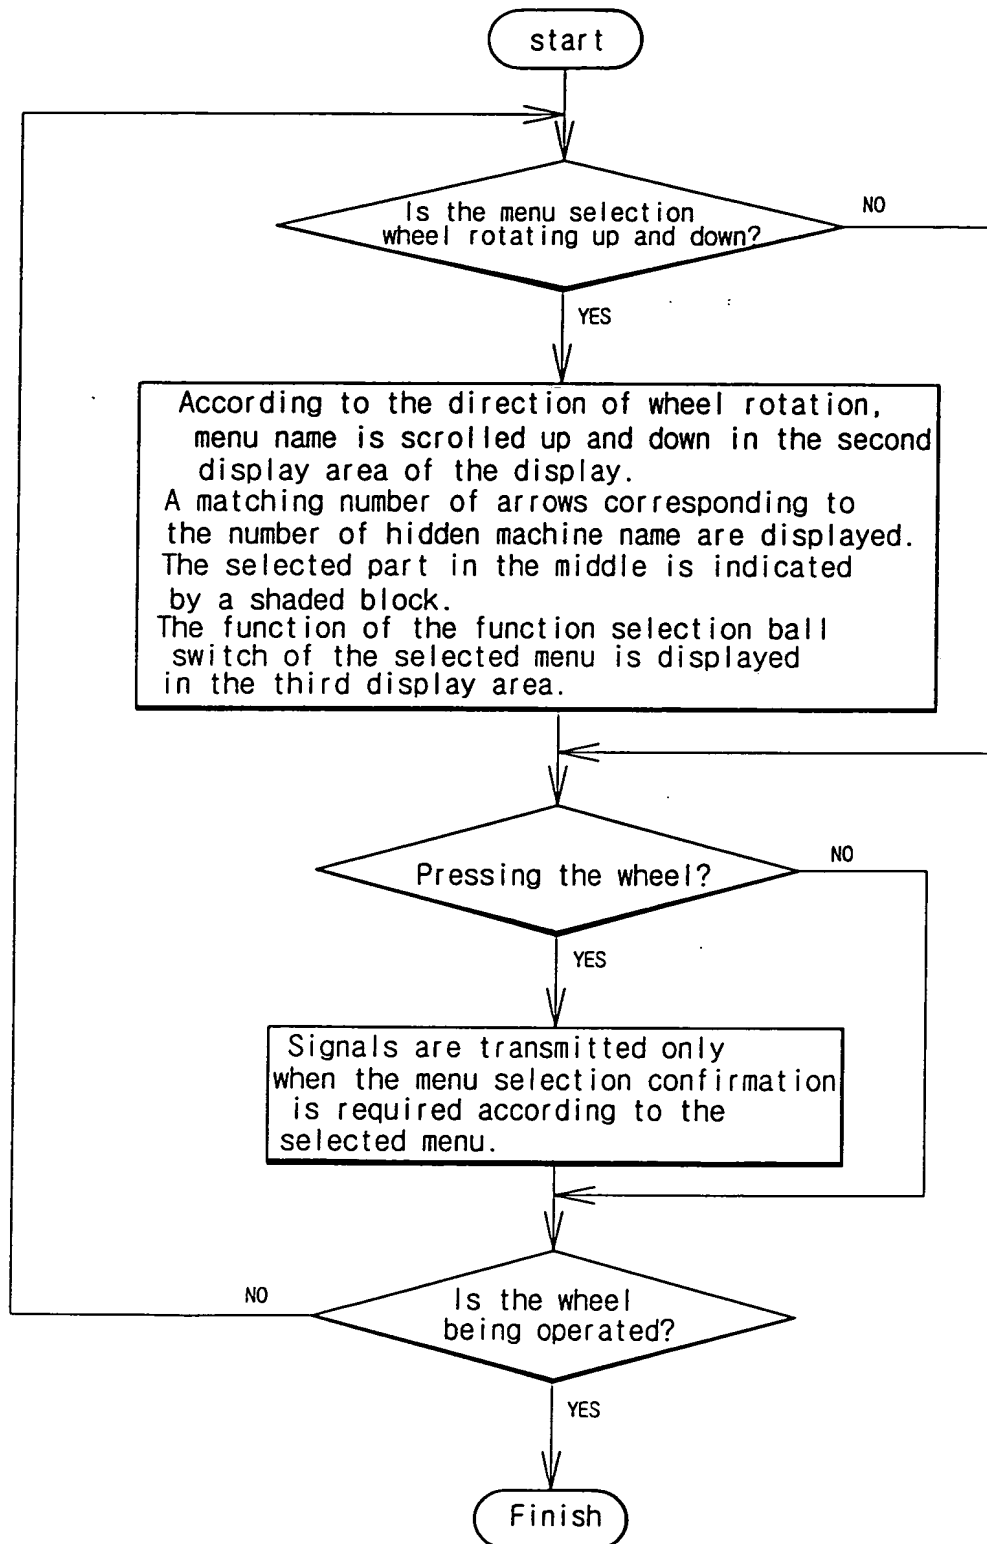 start
Is the menu selection
wheel rotating up and down?
NO
YES
According to the direction of wheel rotation,
menu name is scrolled up and down in the second
display area of the display.
A matching number of arrows corresponding to
the number of hidden machine name are displayed.
The selected part in the middle is indicated
by a shaded block.
The function of the function selection ball
switch of the selected menu is displayed
in the third display area.
Pressing the wheel?
NO
YES
Signals are transmitted only
when the menu selection confirmation
is required according to the
selected menu.
NO
Is the wheel
being operated?
YES
Finish